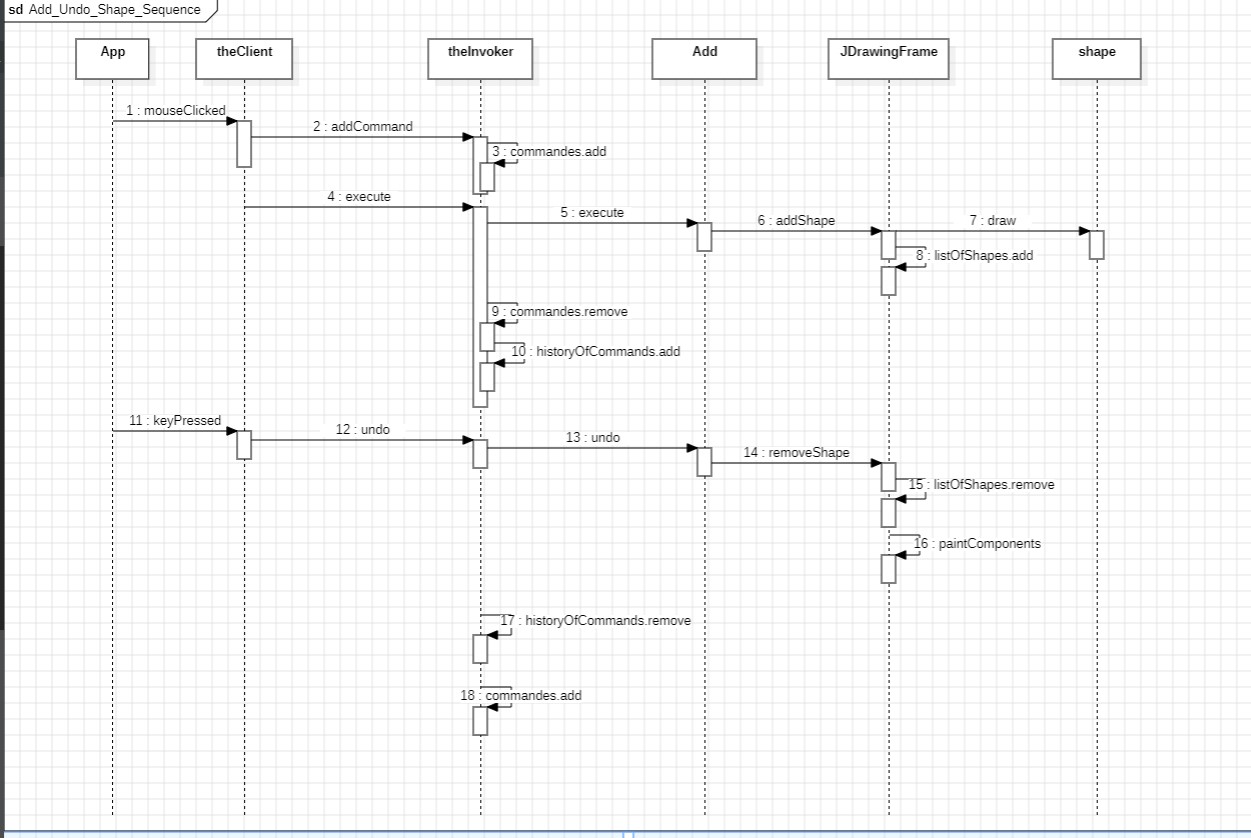 sd Add_Undo_Shape_Sequence
App
theClient
theInvoker
Add
JDrawingFrame
shape
1 : mouseClicked
2 : addCommand
3 : commandes.add
4 : execute
5 : execute
6 : addShape
7 : draw
8 : listOfShapes.add
9 : commandes.remove
10 : historyOfCommands.add
11 : keyPressed
12 : undo
13 : undo
14 : removeShape
15 : listOfShapes.remove
16 : paintComponents
17 : historyOfCommands.remove
18 : commandes.add